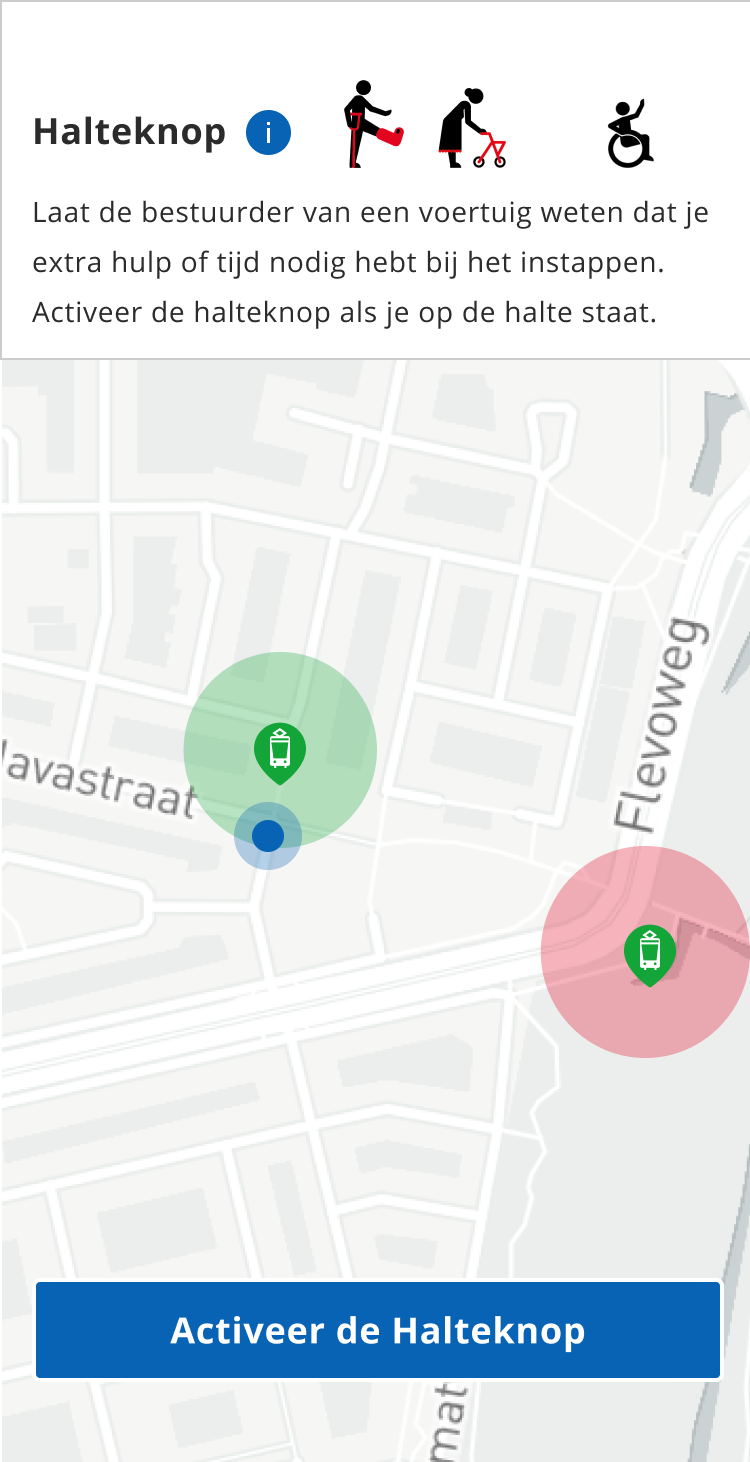 Halteknop i
Laat de bestuurder van een voertuig weten dat je
extra hulp of tijd nodig hebt bij het instappen.
Activeer de halteknop als je op de halte staat.
Flevoweg
Javastraat
Activeer de Halteknop
mat